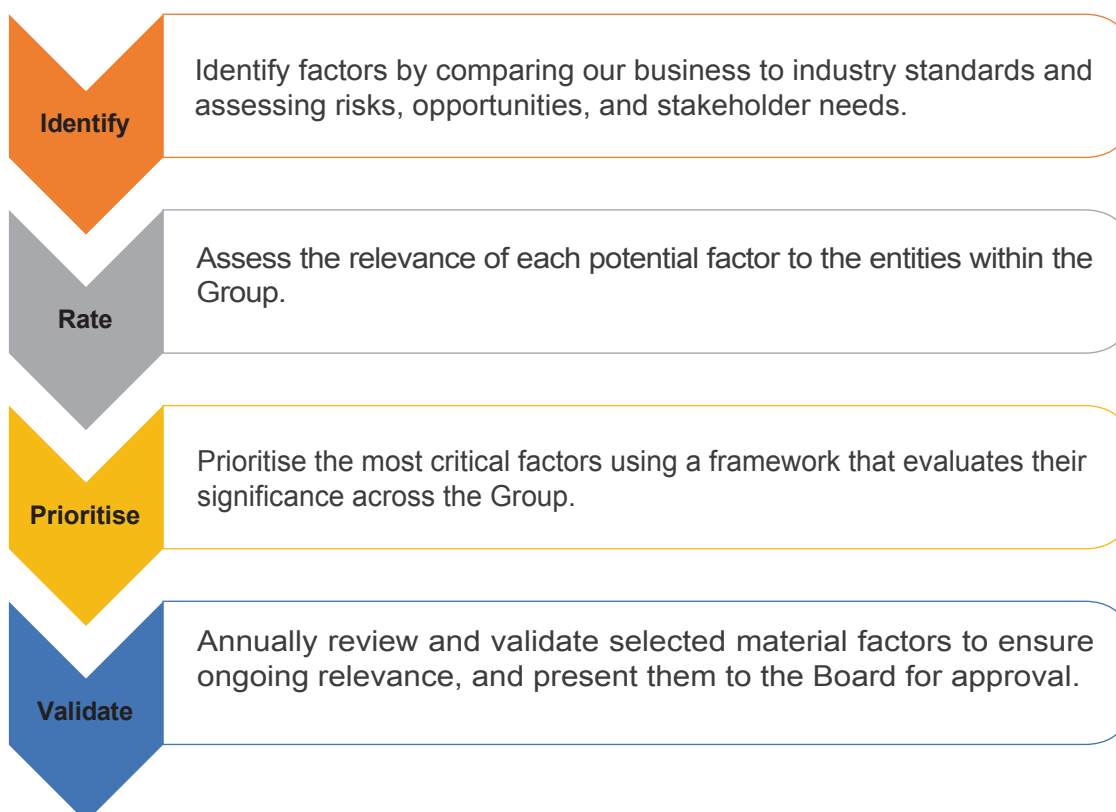 Identify
Identify factors by comparing our business to industry standards and
assessing risks, opportunities, and stakeholder needs.
Rate
Assess the relevance of each potential factor to the entities within the
Group.
Prioritise
Prioritise the most critical factors using a framework that evaluates their
significance across the Group.
Validate
Annually review and validate selected material factors to ensure
ongoing relevance, and present them to the Board for approval.